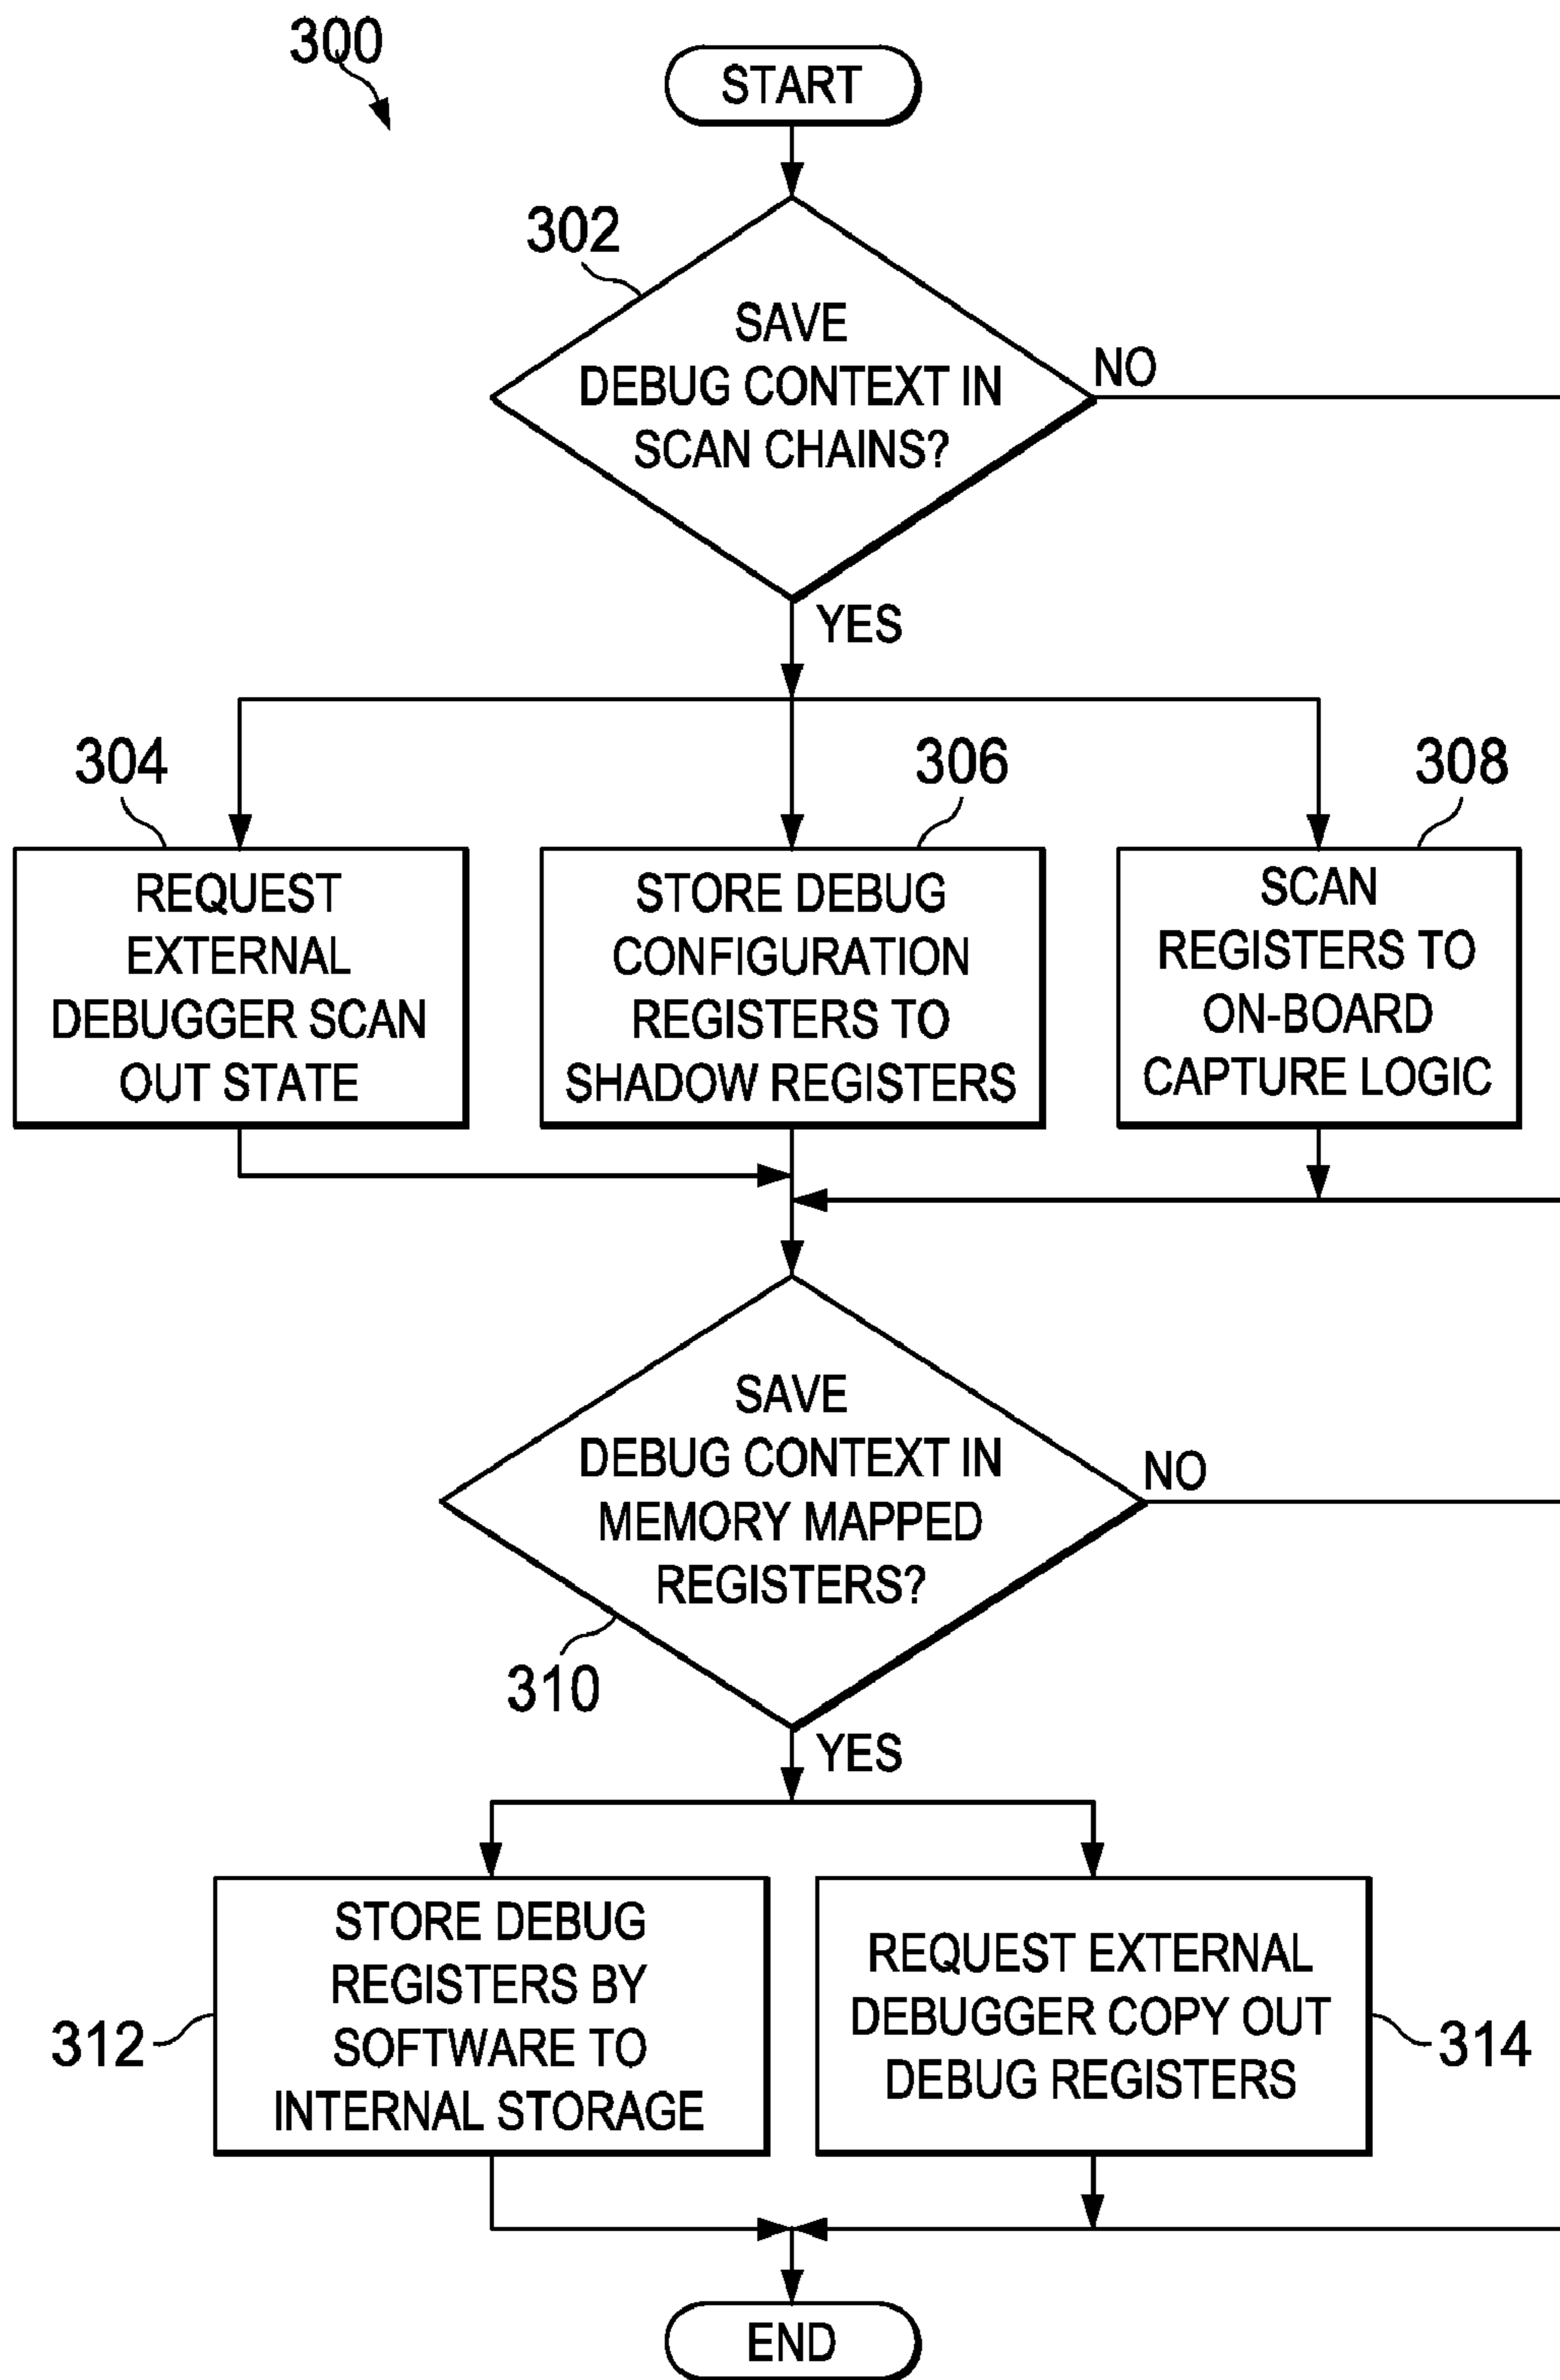 300
START
302
SAVE
DEBUG CONTEXT IN
SCAN CHAINS?
NO
YES
304
306
308
REQUEST
EXTERNAL
DEBUGGER SCAN
OUT STATE
STORE DEBUG
CONFIGURATION
REGISTERS TO
SHADOW REGISTERS
SCAN
REGISTERS TO
ON-BOARD
CAPTURE LOGIC
SAVE
DEBUG CONTEXT IN
MEMORY MAPPED
REGISTERS?
NO
310
YES
STORE DEBUG
REGISTERS BY
SOFTWARE TO
INTERNAL STORAGE
312
REQUEST EXTERNAL
DEBUGGER COPY OUT
DEBUG REGISTERS
314
END